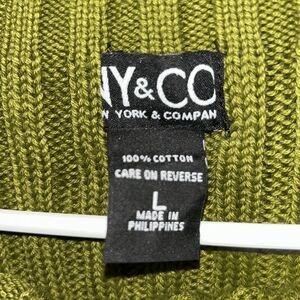 NY&CO
W YORK & COMPAN
100% COTTON
CARE ON REVERSE
L
MADE IN
PHILIPPINES